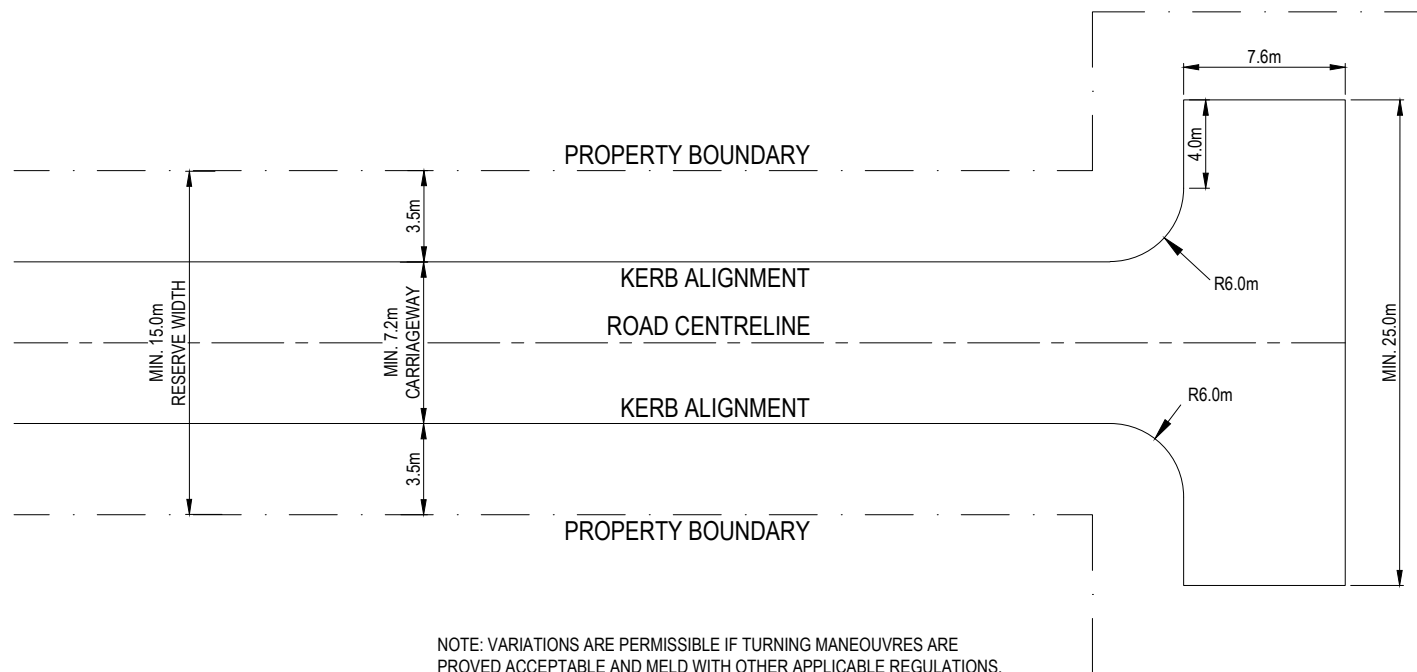 7.6m
4.0m
PROPERTY BOUNDARY
3.5m
KERB ALIGNMENT
R6.0m
ROAD CENTRELINE
MIN. 15.0m
RESERVE WIDTH
MIN. 7.2m
CARRIAGEWAY
MIN. 25.0m
R6.0m
KERB ALIGNMENT
3.5m
PROPERTY BOUNDARY
NOTE: VARIATIONS ARE PERMISSIBLE IF TURNING MANEOUVRES ARE
PROVED ACCEPTABLE AND MELD WITH OTHER APPLICABLE REGULATIONS.